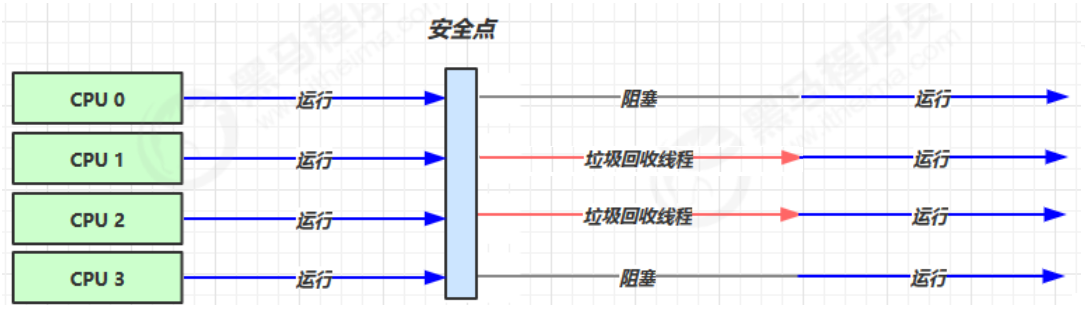 安全点
CPU 0 运行 阻塞 运行
CPU 1 运行 垃圾回收线程 运行
CPU 2 运行 垃圾回收线程 运行
CPU 3 运行 阻塞 运行
黑马程序员
www.itheima.com
黑马程序员
www.itheima.com